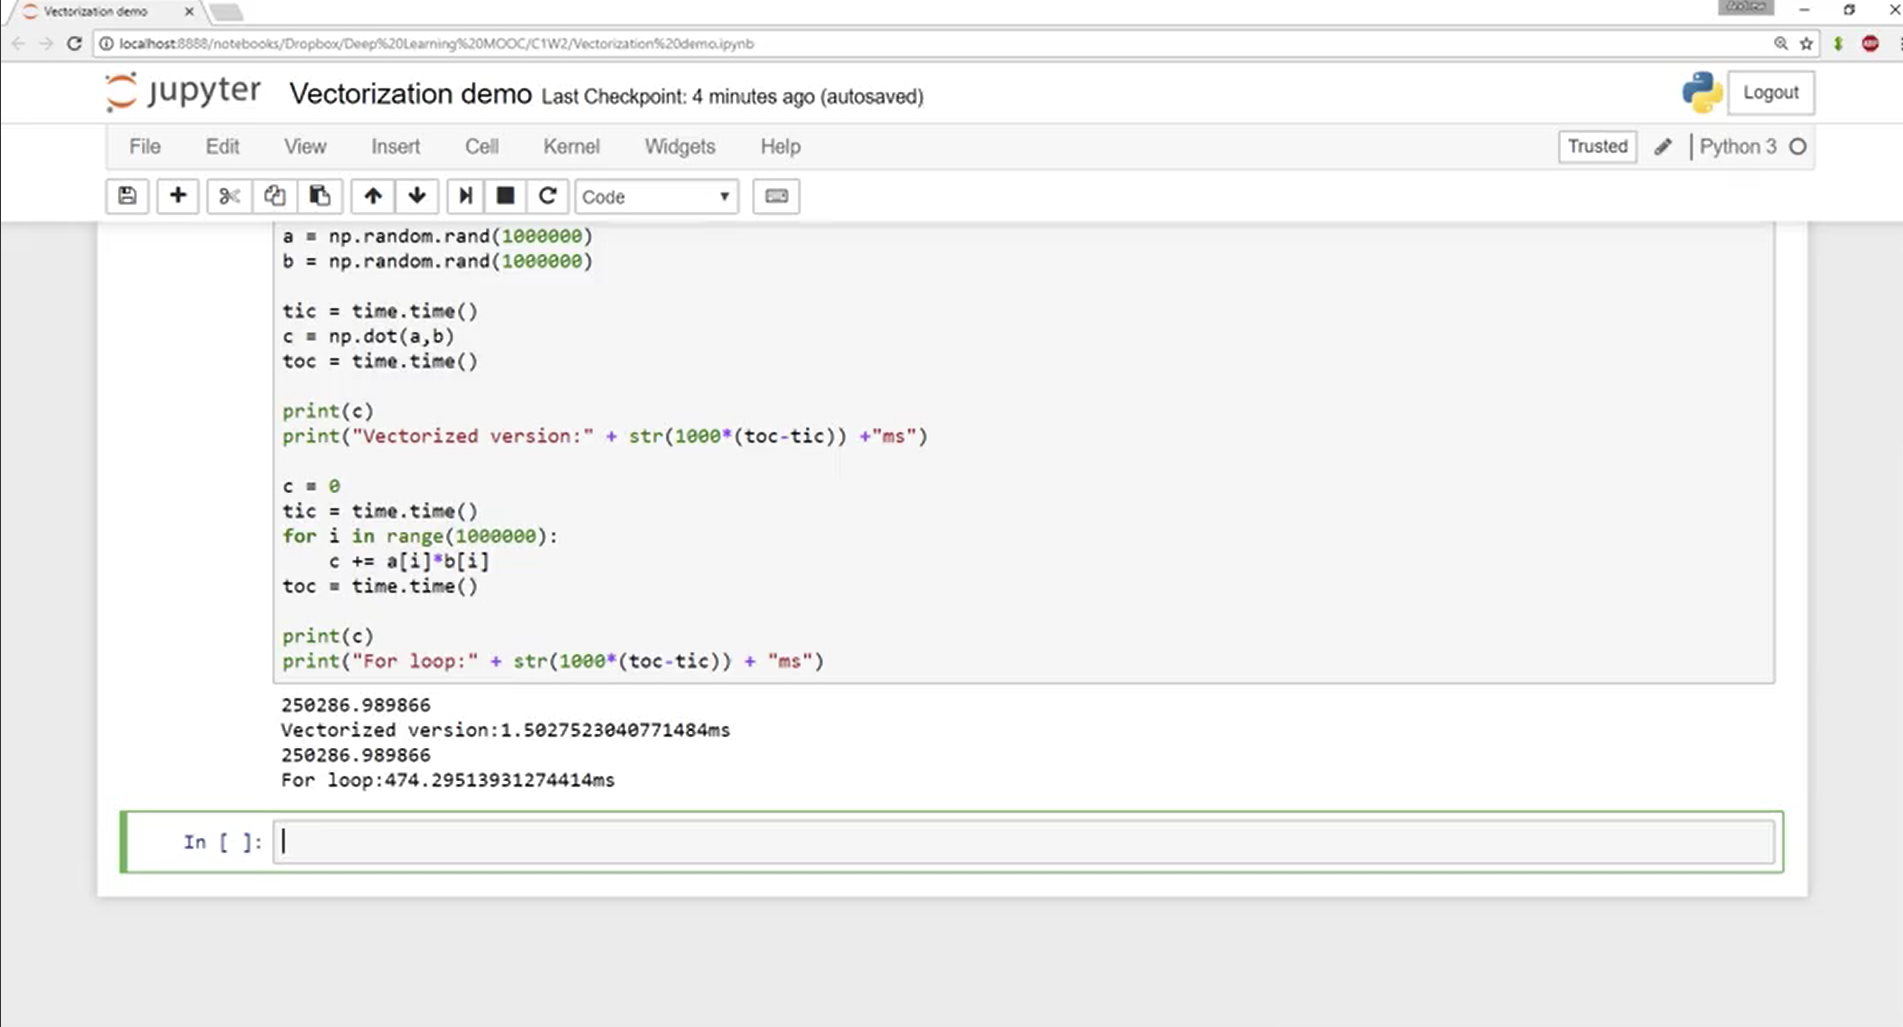 Vectorization demo
localhost:8888/notebooks/Dropbox/Deep%20Learning%20MOOC/C1W2/Vectorization%20demo.ipynb
jupyter Vectorization demo Last Checkpoint: 4 minutes ago (autosaved) Logout
File Edit View Insert Cell Kernel Widgets Help Trusted Python 3
Code
a = np.random.rand(1000000)
b = np.random.rand(1000000)
tic = time.time()
c = np.dot(a,b)
toc = time.time()
print(c)
print("Vectorized version:" + str(1000*(toc-tic)) +"ms")
c = 0
tic = time.time()
for i in range(1000000):
    c += a[i]*b[i]
toc = time.time()
print(c)
print("For loop:" + str(1000*(toc-tic)) + "ms")
250286.989866
Vectorized version:1.5027523040771484ms
250286.989866
For loop:474.29513931274414ms
In [ ]: